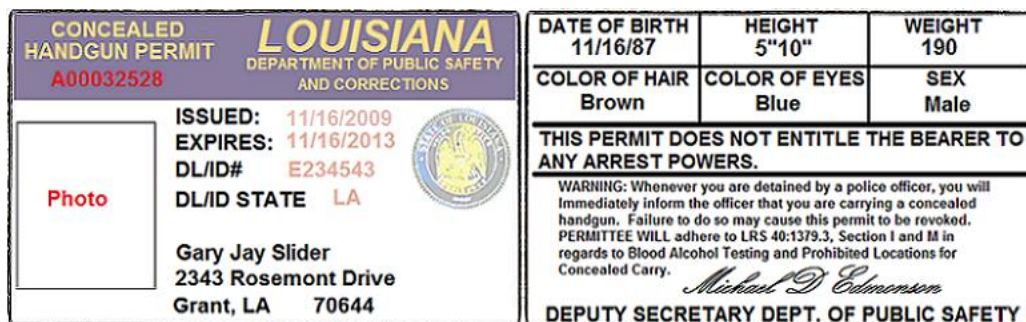 CONCEALED
HANDGUN PERMIT
A00032528
LOUISIANA
DEPARTMENT OF PUBLIC SAFETY
AND CORRECTIONS
ISSUED: 11/16/2009
EXPIRES: 11/16/2013
DL/ID# E234543
DL/ID STATE LA
Photo
Gary Jay Slider
2343 Rosemont Drive
Grant, LA 70644
DATE OF BIRTH HEIGHT WEIGHT
11/16/87 5"10" 190
COLOR OF HAIR COLOR OF EYES SEX
Brown Blue Male
THIS PERMIT DOES NOT ENTITLE THE BEARER TO
ANY ARREST POWERS.
WARNING: Whenever you are detained by a police officer, you will
Immediately inform the officer that you are carrying a concealed
handgun. Failure to do so may cause this permit to be revoked.
PERMITTEE WILL adhere to LRS 40:1379.3, Section I and M in
regards to Blood Alcohol Testing and Prohibited Locations for
Concealed Carry.
Michael D Edmonson
DEPUTY SECRETARY DEPT. OF PUBLIC SAFETY